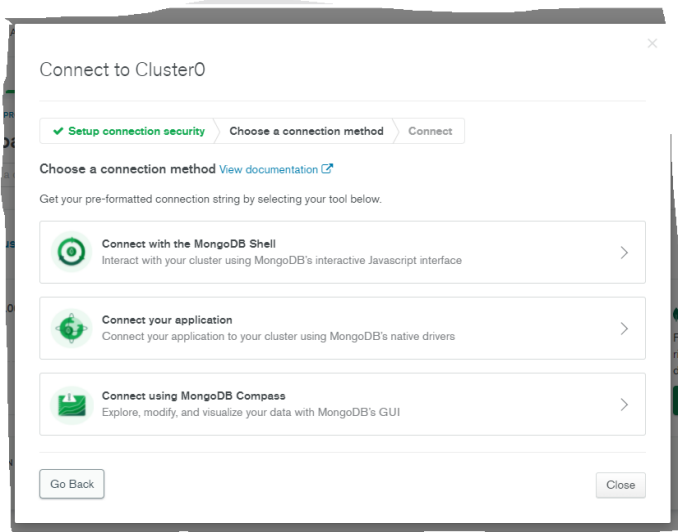 Connect to Cluster0
Setup connection security Choose a connection method Connect
Choose a connection method View documentation
Get your pre-formatted connection string by selecting your tool below.
Connect with the MongoDB Shell
Interact with your cluster using MongoDB's interactive Javascript interface
Connect your application
Connect your application to your cluster using MongoDB's native drivers
Connect using MongoDB Compass
Explore, modify, and visualize your data with MongoDB's GUI
Go Back Close